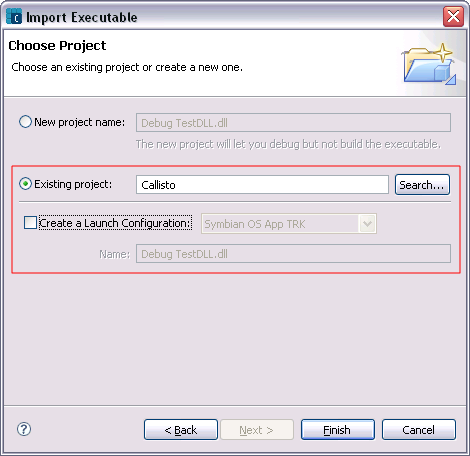 Import Executable
Choose Project
Choose an existing project or create a new one.
New project name: Debug TestDLL.dll
The new project will let you debug but not build the executable.
Existing project: Callisto Search...
Create a Launch Configuration: Symbian OS App TRK
Name: Debug TestDLL.dll
? < Back Next > Finish Cancel